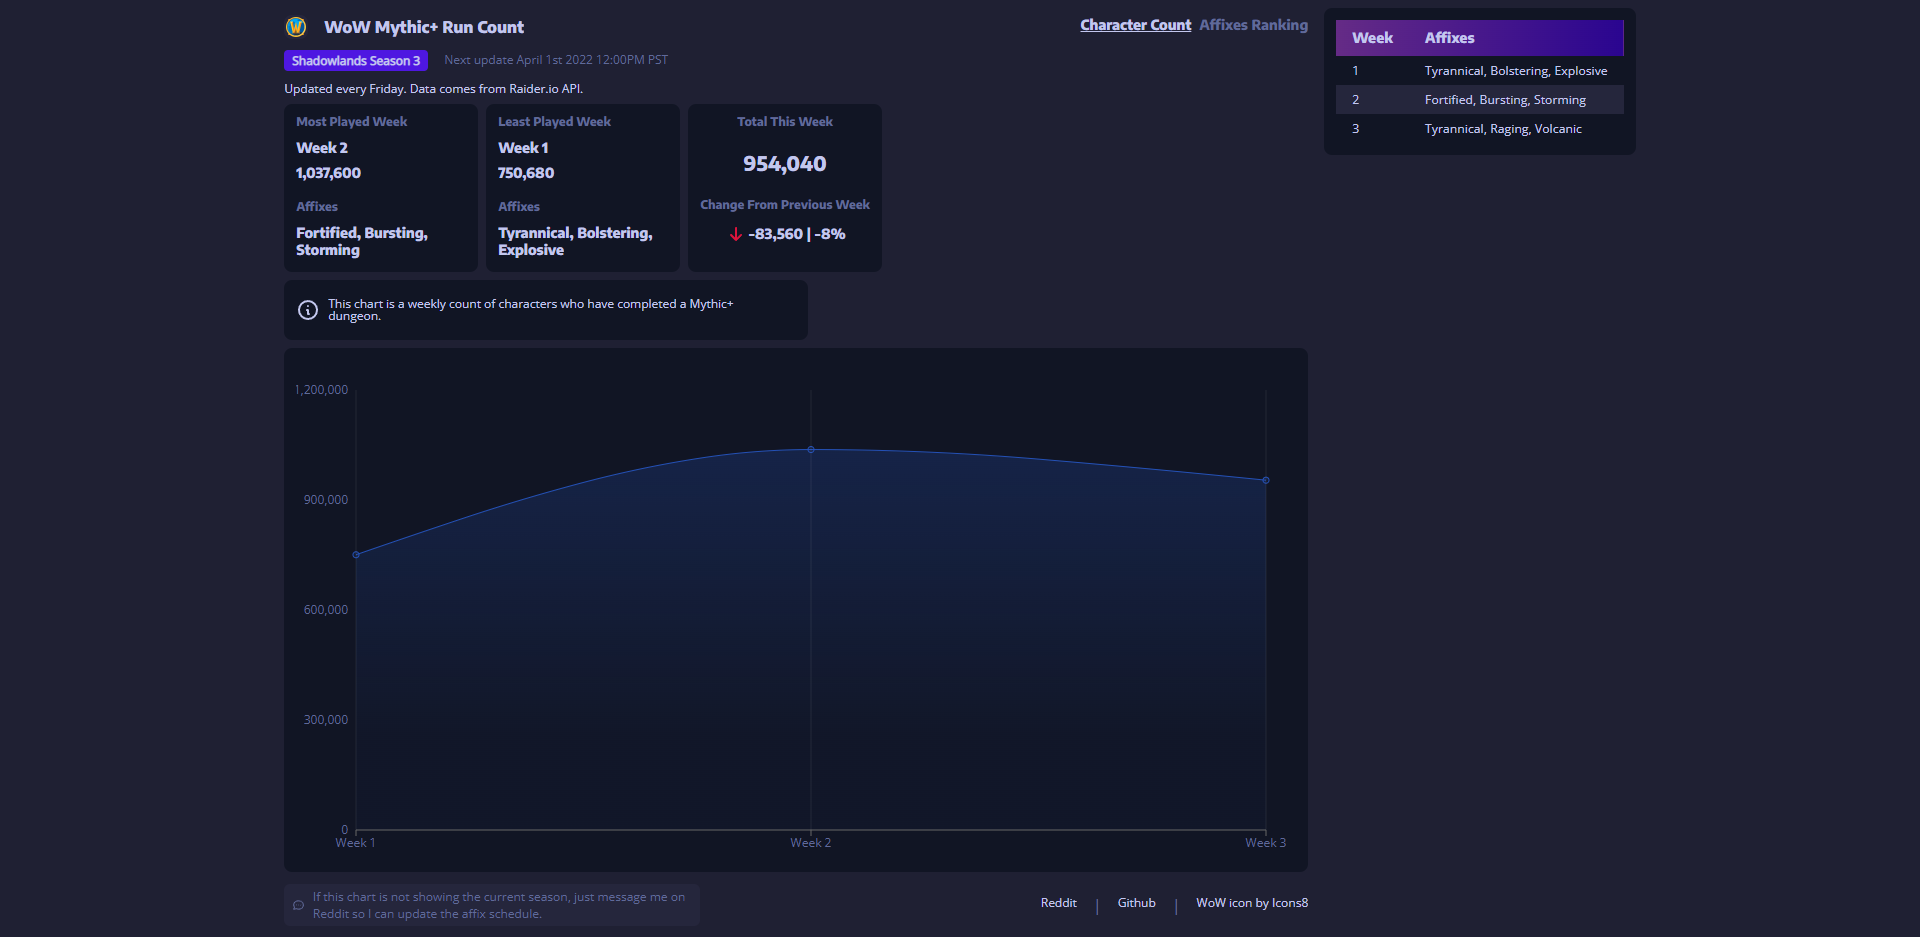 WoW Mythic+ Run Count
Character Count Affixes Ranking
Shadowlands Season 3
Next update April 1st 2022 12:00PM PST
Updated every Friday. Data comes from Raider.io API.
Most Played Week
Week 2
1,037,600
Affixes
Fortified, Bursting,
Storming
Least Played Week
Week 1
750,680
Affixes
Tyrannical, Bolstering,
Explosive
Total This Week
954,040
Change From Previous Week
-83,560 | -8%
This chart is a weekly count of characters who have completed a Mythic+
dungeon.
1,200,000
900,000
600,000
300,000
0
Week 1
Week 2
Week 3
If this chart is not showing the current season, just message me on
Reddit so I can update the affix schedule.
Reddit | Github | WoW icon by Icons8
Week Affixes
1 Tyrannical, Bolstering, Explosive
2 Fortified, Bursting, Storming
3 Tyrannical, Raging, Volcanic